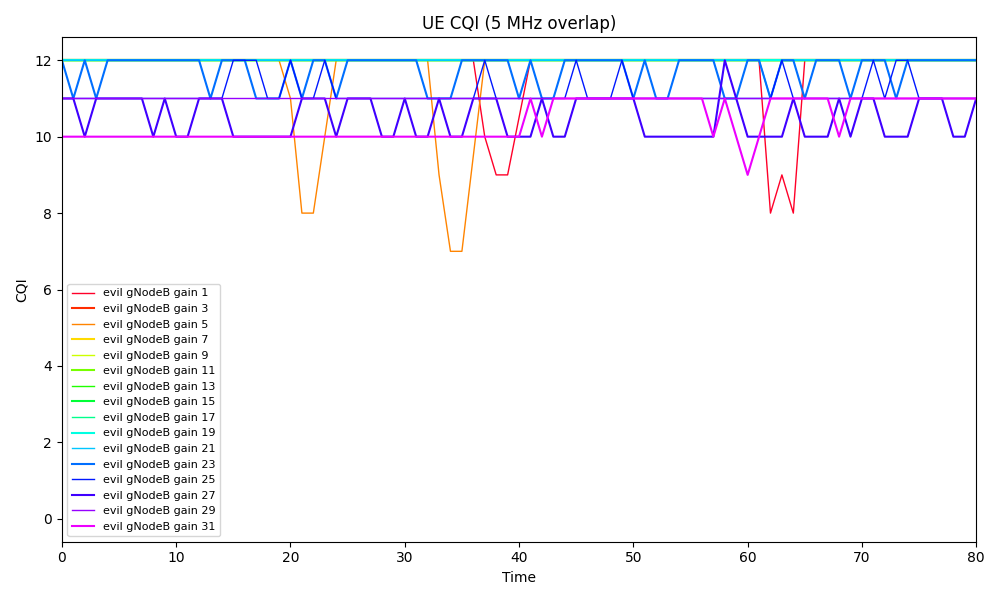 UE CQI (5 MHz overlap)
12
10
8
6
4
2
0
CQI
evil gNodeB gain 1
evil gNodeB gain 3
evil gNodeB gain 5
evil gNodeB gain 7
evil gNodeB gain 9
evil gNodeB gain 11
evil gNodeB gain 13
evil gNodeB gain 15
evil gNodeB gain 17
evil gNodeB gain 19
evil gNodeB gain 21
evil gNodeB gain 23
evil gNodeB gain 25
evil gNodeB gain 27
evil gNodeB gain 29
evil gNodeB gain 31
0 10 20 30 40 50 60 70 80
Time